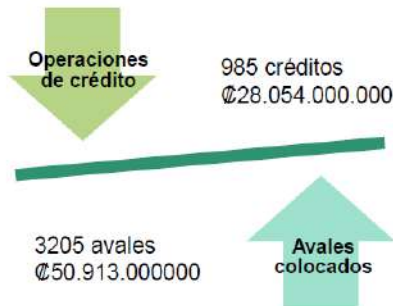 Operaciones
de crédito
985 créditos
₡28.054.000.000
3205 avales
₡50.913.000000
Avales
colocados